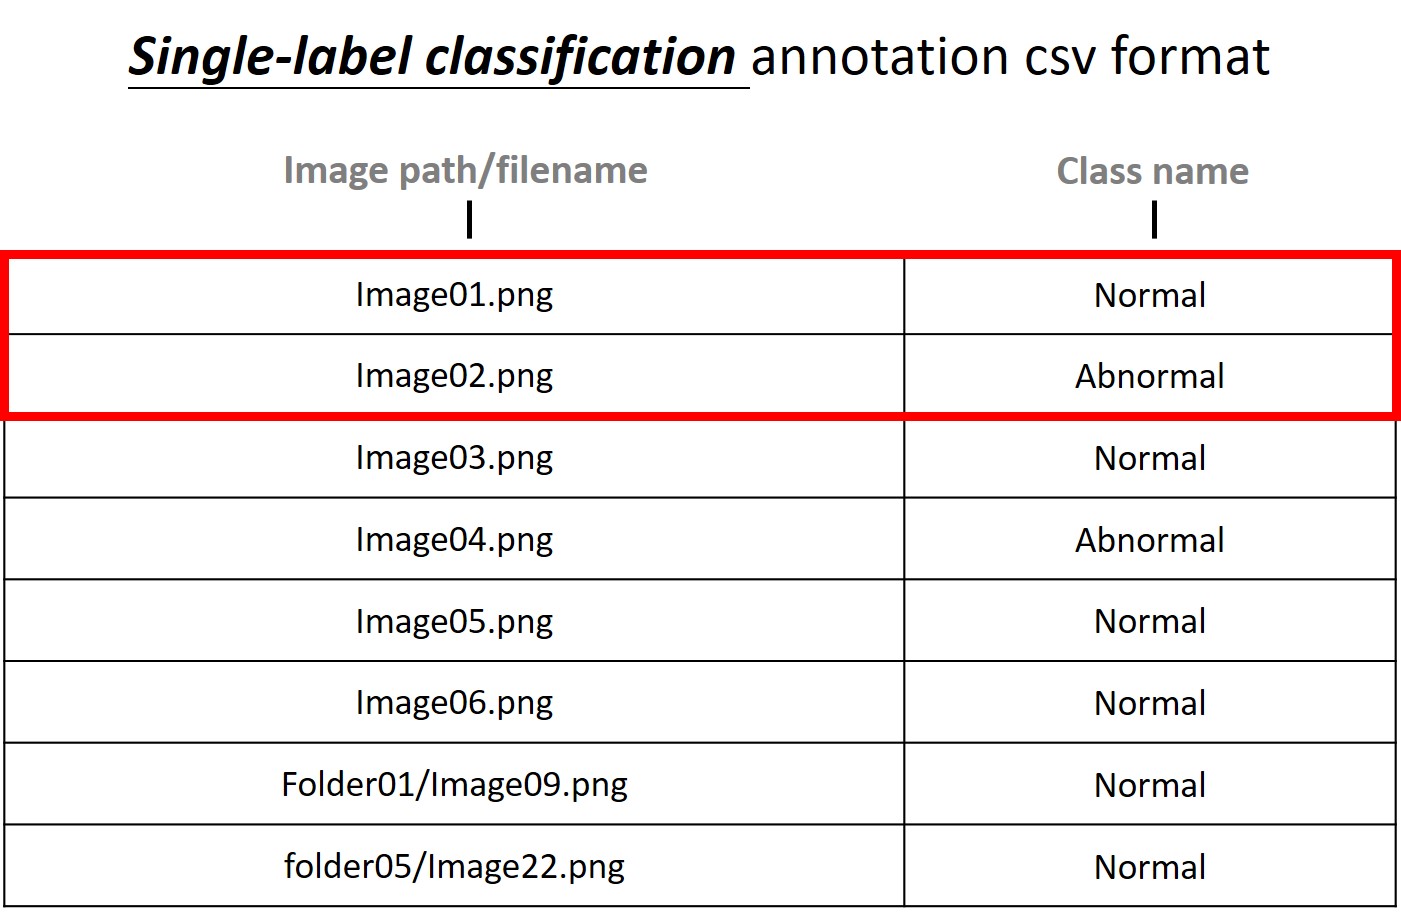 Single-label classification annotation csv format
Image path/filename Class name
Image01.png Normal
Image02.png Abnormal
Image03.png Normal
Image04.png Abnormal
Image05.png Normal
Image06.png Normal
Folder01/Image09.png Normal
folder05/Image22.png Normal